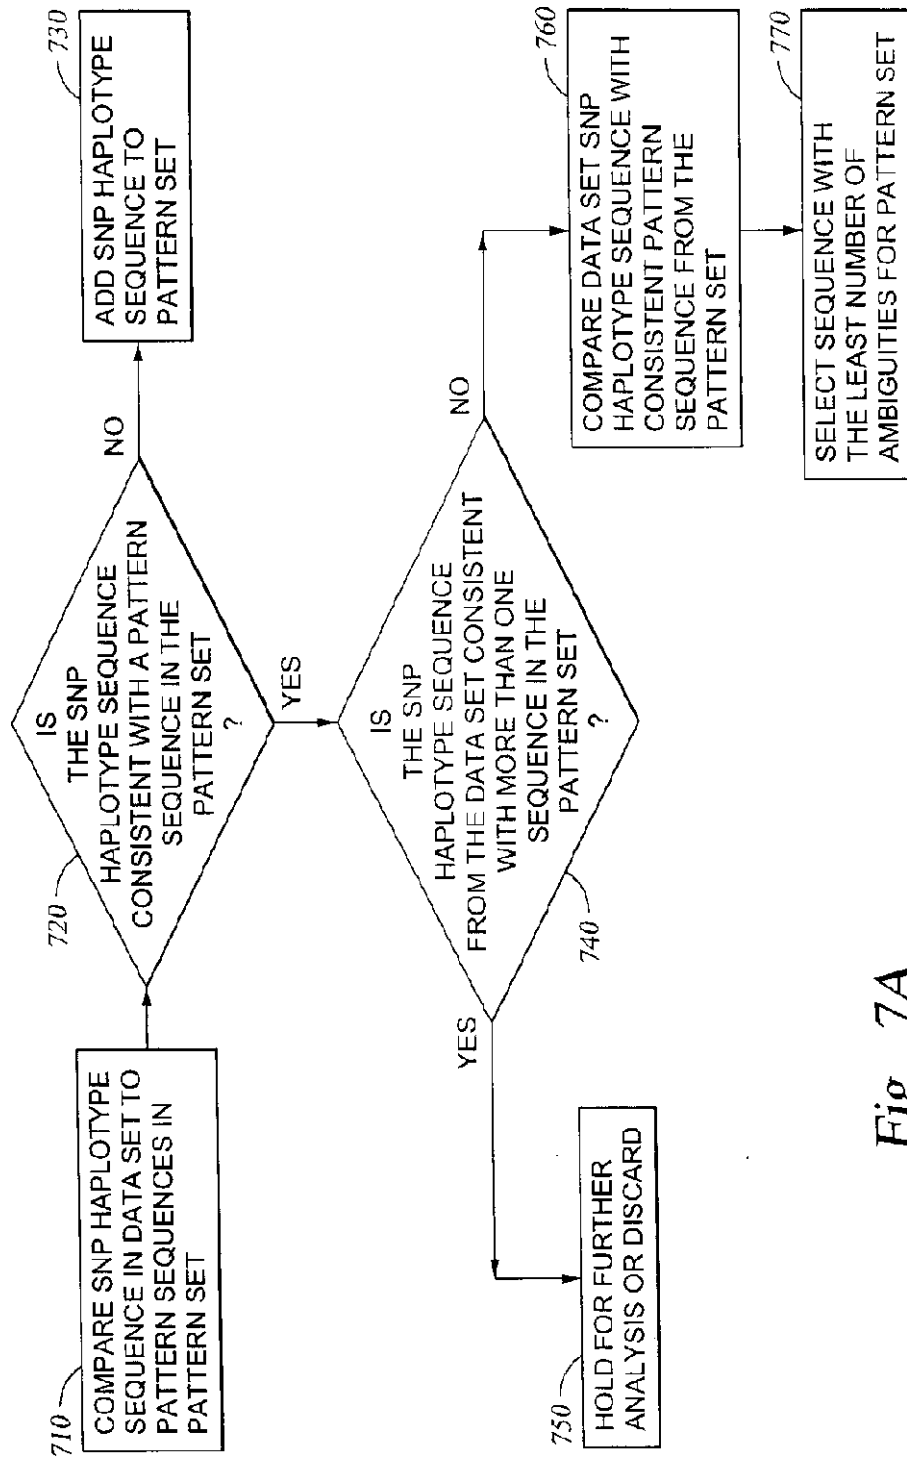 710
COMPARE SNP HAPLOTYPE
SEQUENCE IN DATA SET TO
PATTERN SEQUENCES IN
PATTERN SET
720
IS
THE SNP
HAPLOTYPE SEQUENCE
CONSISTENT WITH A PATTERN
SEQUENCE IN THE
PATTERN SET
?
NO
730
ADD SNP HAPLOTYPE
SEQUENCE TO
PATTERN SET
YES
740
IS
THE SNP
HAPLOTYPE SEQUENCE
FROM THE DATA SET CONSISTENT
WITH MORE THAN ONE
SEQUENCE IN THE
PATTERN SET
?
YES
750
HOLD FOR FURTHER
ANALYSIS OR DISCARD
NO
760
COMPARE DATA SET SNP
HAPLOTYPE SEQUENCE WITH
CONSISTENT PATTERN
SEQUENCE FROM THE
PATTERN SET
770
SELECT SEQUENCE WITH
THE LEAST NUMBER OF
AMBIGUITIES FOR PATTERN SET
Fig. 7A